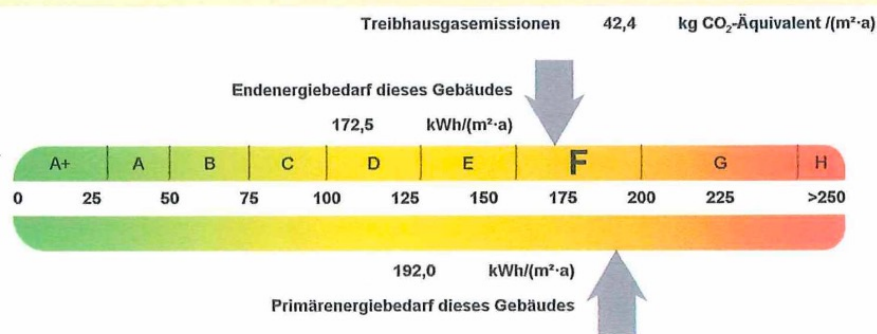 Treibhausgasemissionen 42,4 kg CO₂-Äquivalent /(m²·a)
Endenergiebedarf dieses Gebäudes
172,5 kWh/(m²·a)
A+ A B C D E F G H
0 25 50 75 100 125 150 175 200 225 >250
192,0 kWh/(m²·a)
Primärenergiebedarf dieses Gebäudes